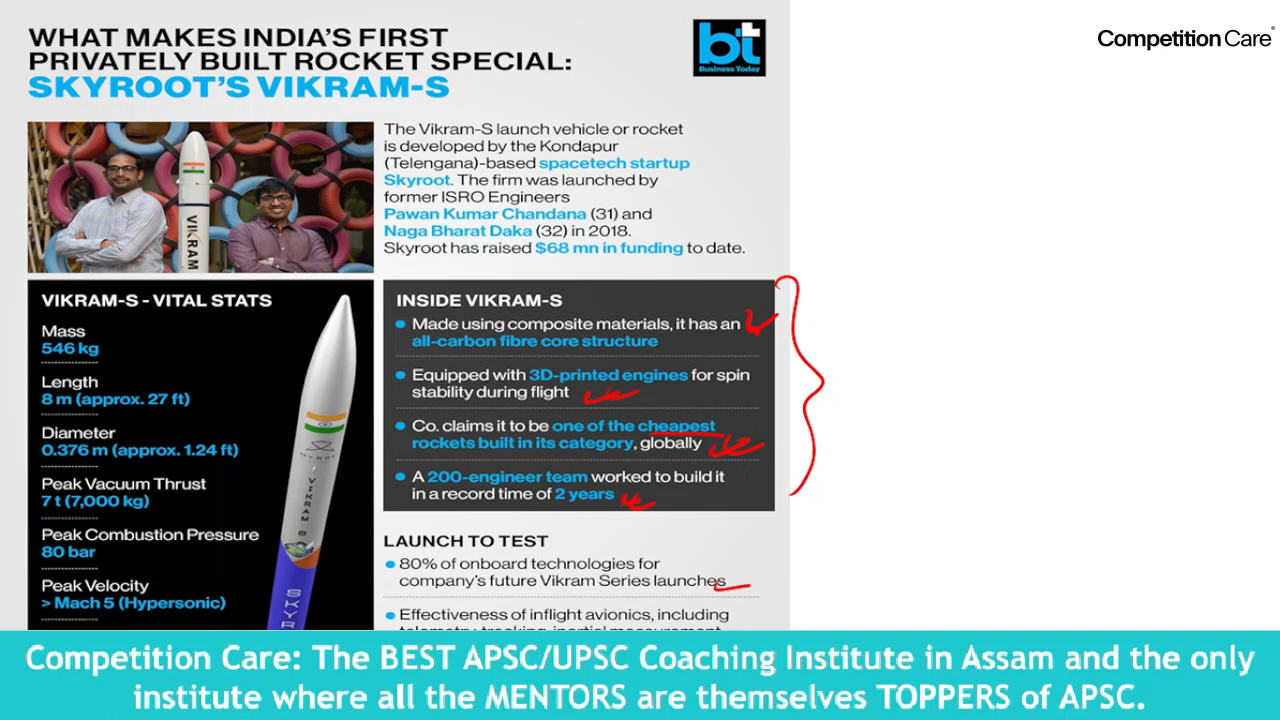 WHAT MAKES INDIA'S FIRST
PRIVATELY BUILT ROCKET SPECIAL:
SKYROOT'S VIKRAM-S
bt
Business Today
Competition Care
The Vikram-S launch vehicle or rocket
is developed by the Kondapur
(Telengana)-based spacetech startup
Skyroot. The firm was launched by
former ISRO Engineers
Pawan Kumar Chandana (31) and
Naga Bharat Daka (32) in 2018.
Skyroot has raised $68 mn in funding to date.
VIKRAM
VIKRAM-S - VITAL STATS
Mass
546 kg
Length
8 m (approx. 27 ft)
Diameter
0.376 m (approx. 1.24 ft)
Peak Vacuum Thrust
7 t (7,000 kg)
Peak Combustion Pressure
80 bar
Peak Velocity
> Mach 5 (Hypersonic)
VIKRAM S
SKYR
INSIDE VIKRAM-S
Made using composite materials, it has an
all-carbon fibre core structure
Equipped with 3D-printed engines for spin
stability during flight
Co. claims it to be one of the cheapest
rockets built in its category, globally
A 200-engineer team worked to build it
in a record time of 2 years
LAUNCH TO TEST
80% of onboard technologies for
company's future Vikram Series launches
Effectiveness of inflight avionics, including
telemetry, tracking, inertial measurement
Competition Care: The BEST APSC/UPSC Coaching Institute in Assam and the only
institute where all the MENTORS are themselves TOPPERS of APSC.